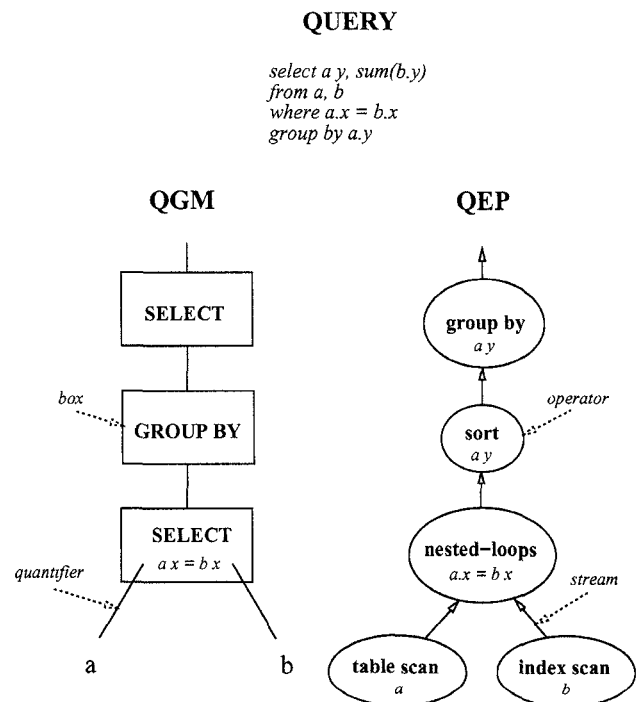 QUERY
select a y, sum(b.y)
from a, b
where a.x = b.x
group by a.y
QGM
QEP
SELECT
group by
a y
box
GROUP BY
operator
sort
a y
SELECT
a x = b x
nested-loops
a.x = b x
quantifier
stream
a
b
table scan
a
index scan
b